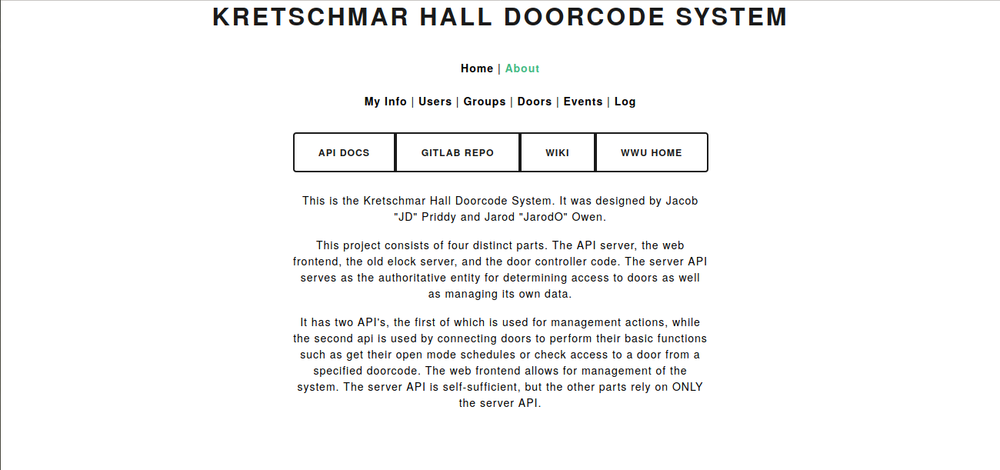 KRETSCHMAR HALL DOORCODE SYSTEM
Home | About
My Info | Users | Groups | Doors | Events | Log
API DOCS GITLAB REPO WIKI WWU HOME
This is the Kretschmar Hall Doorcode System. It was designed by Jacob
"JD" Priddy and Jarod "JarodO" Owen.
This project consists of four distinct parts. The API server, the web
frontend, the old elock server, and the door controller code. The server API
serves as the authoritative entity for determining access to doors as well
as managing its own data.
It has two API's, the first of which is used for management actions, while
the second api is used by connecting doors to perform their basic functions
such as get their open mode schedules or check access to a door from a
specified doorcode. The web frontend allows for management of the
system. The server API is self-sufficient, but the other parts rely on ONLY
the server API.